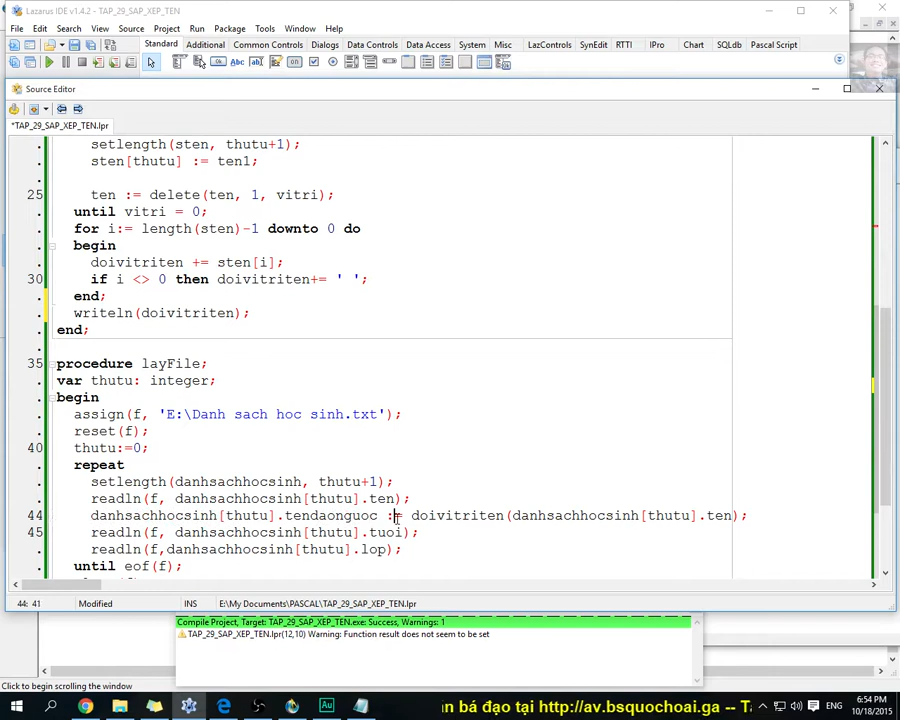 Lazarus IDE v1.4.2 - TAP_29_SAP_XEP_TEN
File Edit Search View Source Project Run Package Tools Window Help
Standard Additional Common Controls Dialogs Data Controls Data Access System Misc LazControls SynEdit RTTI IPro Chart SQLdb Pascal Script
Source Editor
*TAP_29_SAP_XEP_TEN.lpr
. setlength(sten, thutu+1);
. sten[thutu] := ten1;
.
25 ten := delete(ten, 1, vitri);
. until vitri = 0;
. for i:= length(sten)-1 downto 0 do
. begin
. doivitriten += sten[i];
30 if i <> 0 then doivitriten+= ' ';
. end;
. writeln(doivitriten);
. end;
.
35 procedure layFile;
. var thutu: integer;
. begin
. assign(f, 'E:\Danh sach hoc sinh.txt');
. reset(f);
40 thutu:=0;
. repeat
. setlength(danhsachhocsinh, thutu+1);
. readln(f, danhsachhocsinh[thutu].ten);
44 danhsachhocsinh[thutu].tendaonguoc := doivitriten(danhsachhocsinh[thutu].ten);
45 readln(f, danhsachhocsinh[thutu].tuoi);
. readln(f,danhsachhocsinh[thutu].lop);
. until eof(f);
44: 41 Modified INS E:\My Documents\PASCAL\TAP_29_SAP_XEP_TEN.lpr
Compile Project, Target: TAP_29_SAP_XEP_TEN.exe: Success, Warnings: 1
TAP_29_SAP_XEP_TEN.lpr(12,10) Warning: Function result does not seem to be set
Click to begin scrolling the window
ản bá đạo tại http://av.bsquochoai.ga -- T
ENG
6:54 PM
10/18/2015